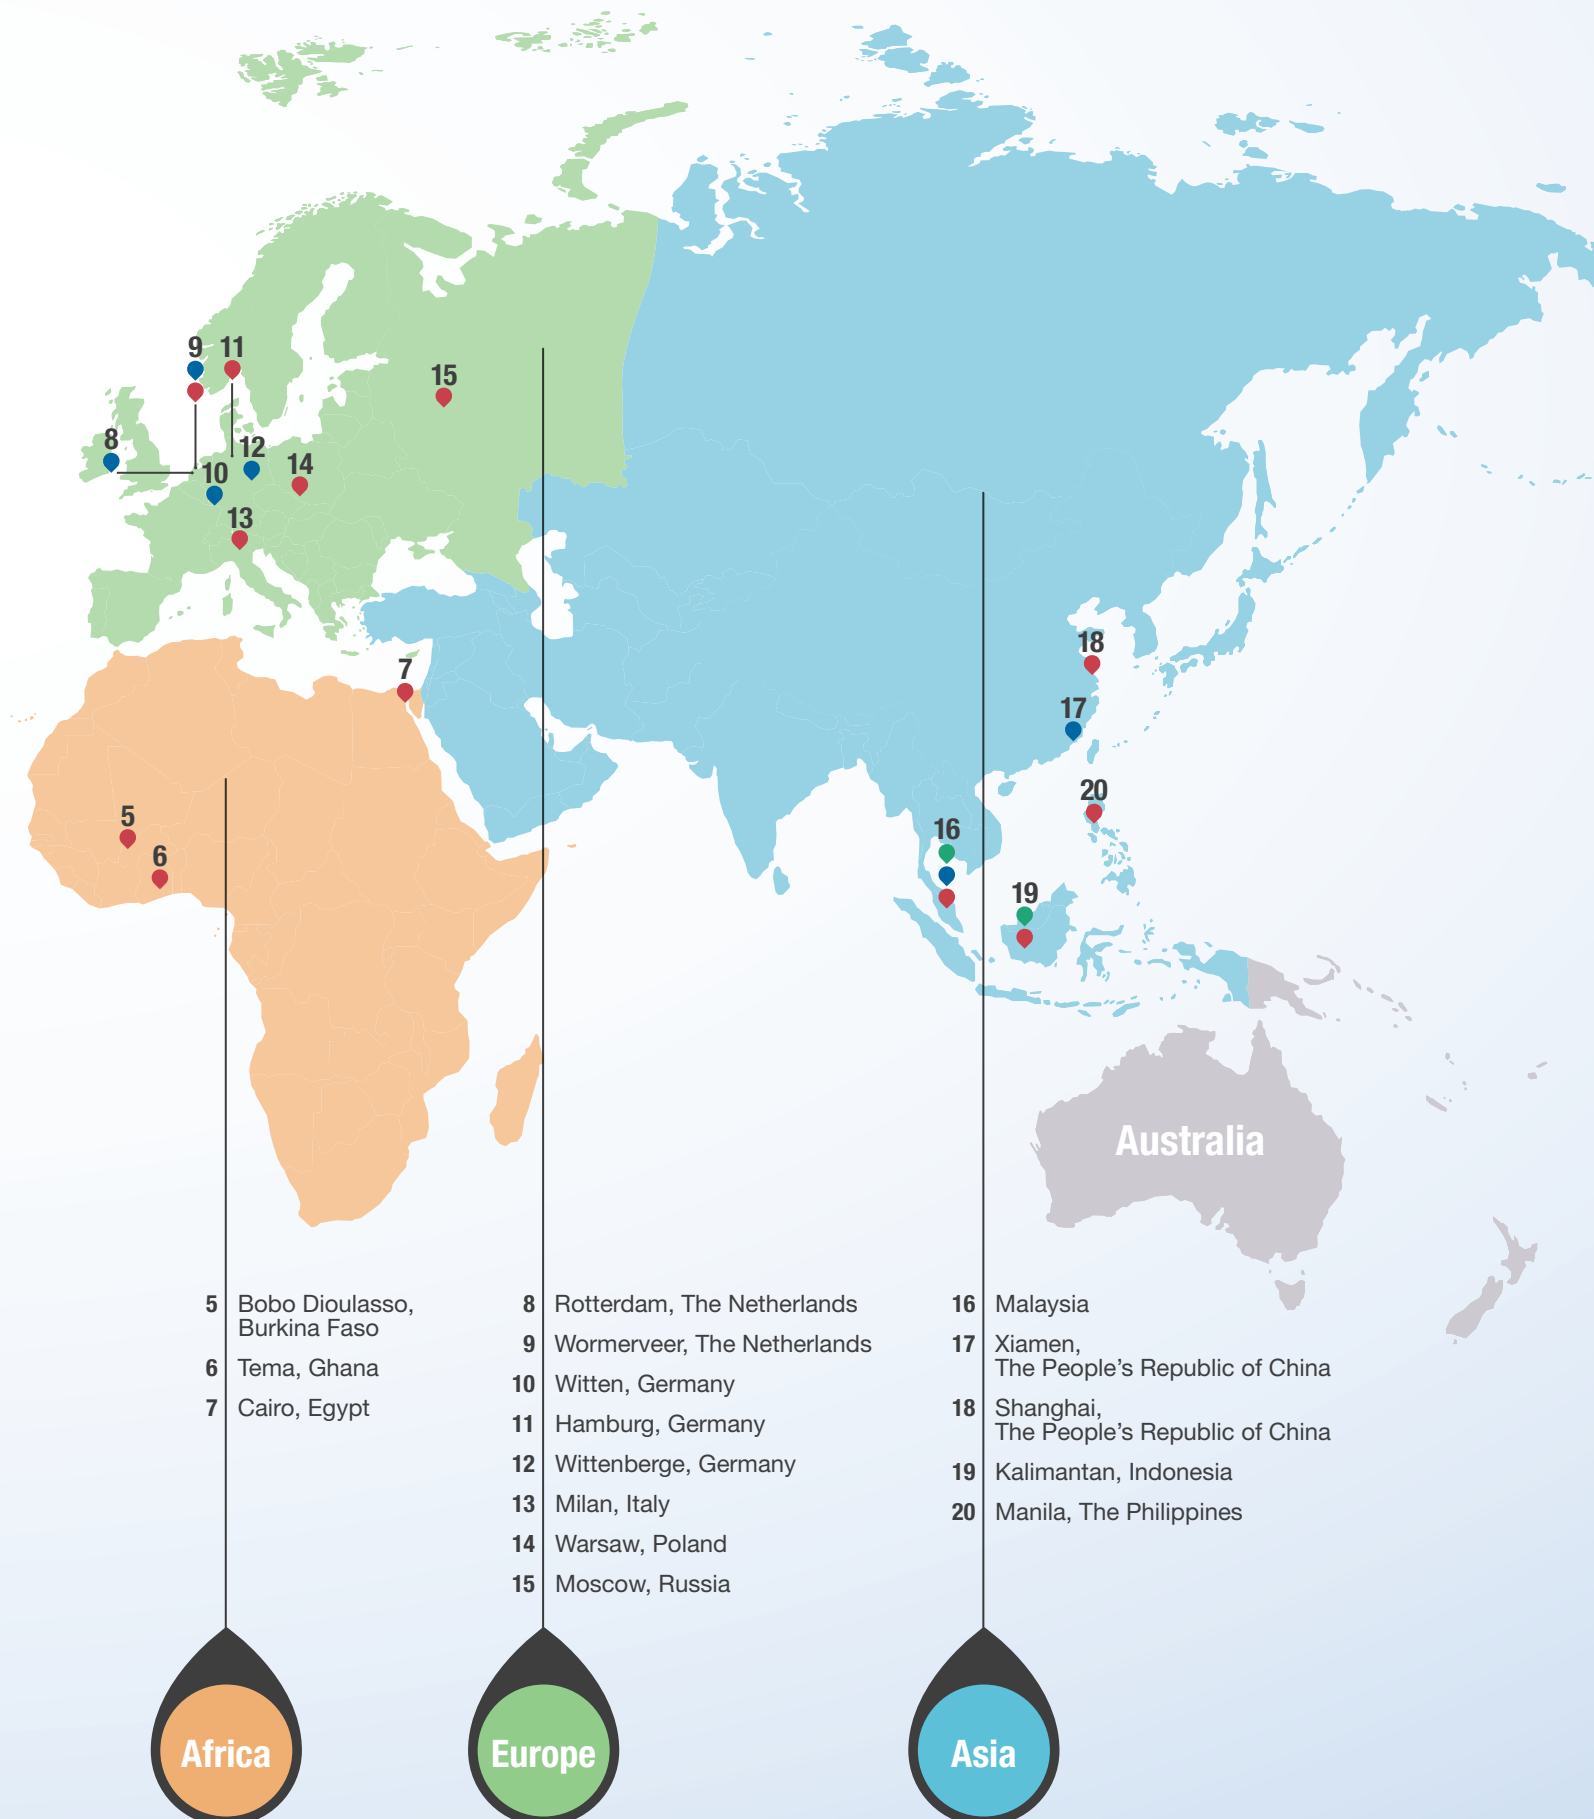 9
11
15
8
12
10
14
13
18
7
17
20
5
16
6
19
Australia
5 Bobo Dioulasso,
Burkina Faso
6 Tema, Ghana
7 Cairo, Egypt
8 Rotterdam, The Netherlands
9 Wormerveer, The Netherlands
10 Witten, Germany
11 Hamburg, Germany
12 Wittenberge, Germany
13 Milan, Italy
14 Warsaw, Poland
15 Moscow, Russia
16 Malaysia
17 Xiamen,
The People’s Republic of China
18 Shanghai,
The People’s Republic of China
19 Kalimantan, Indonesia
20 Manila, The Philippines
Africa
Europe
Asia